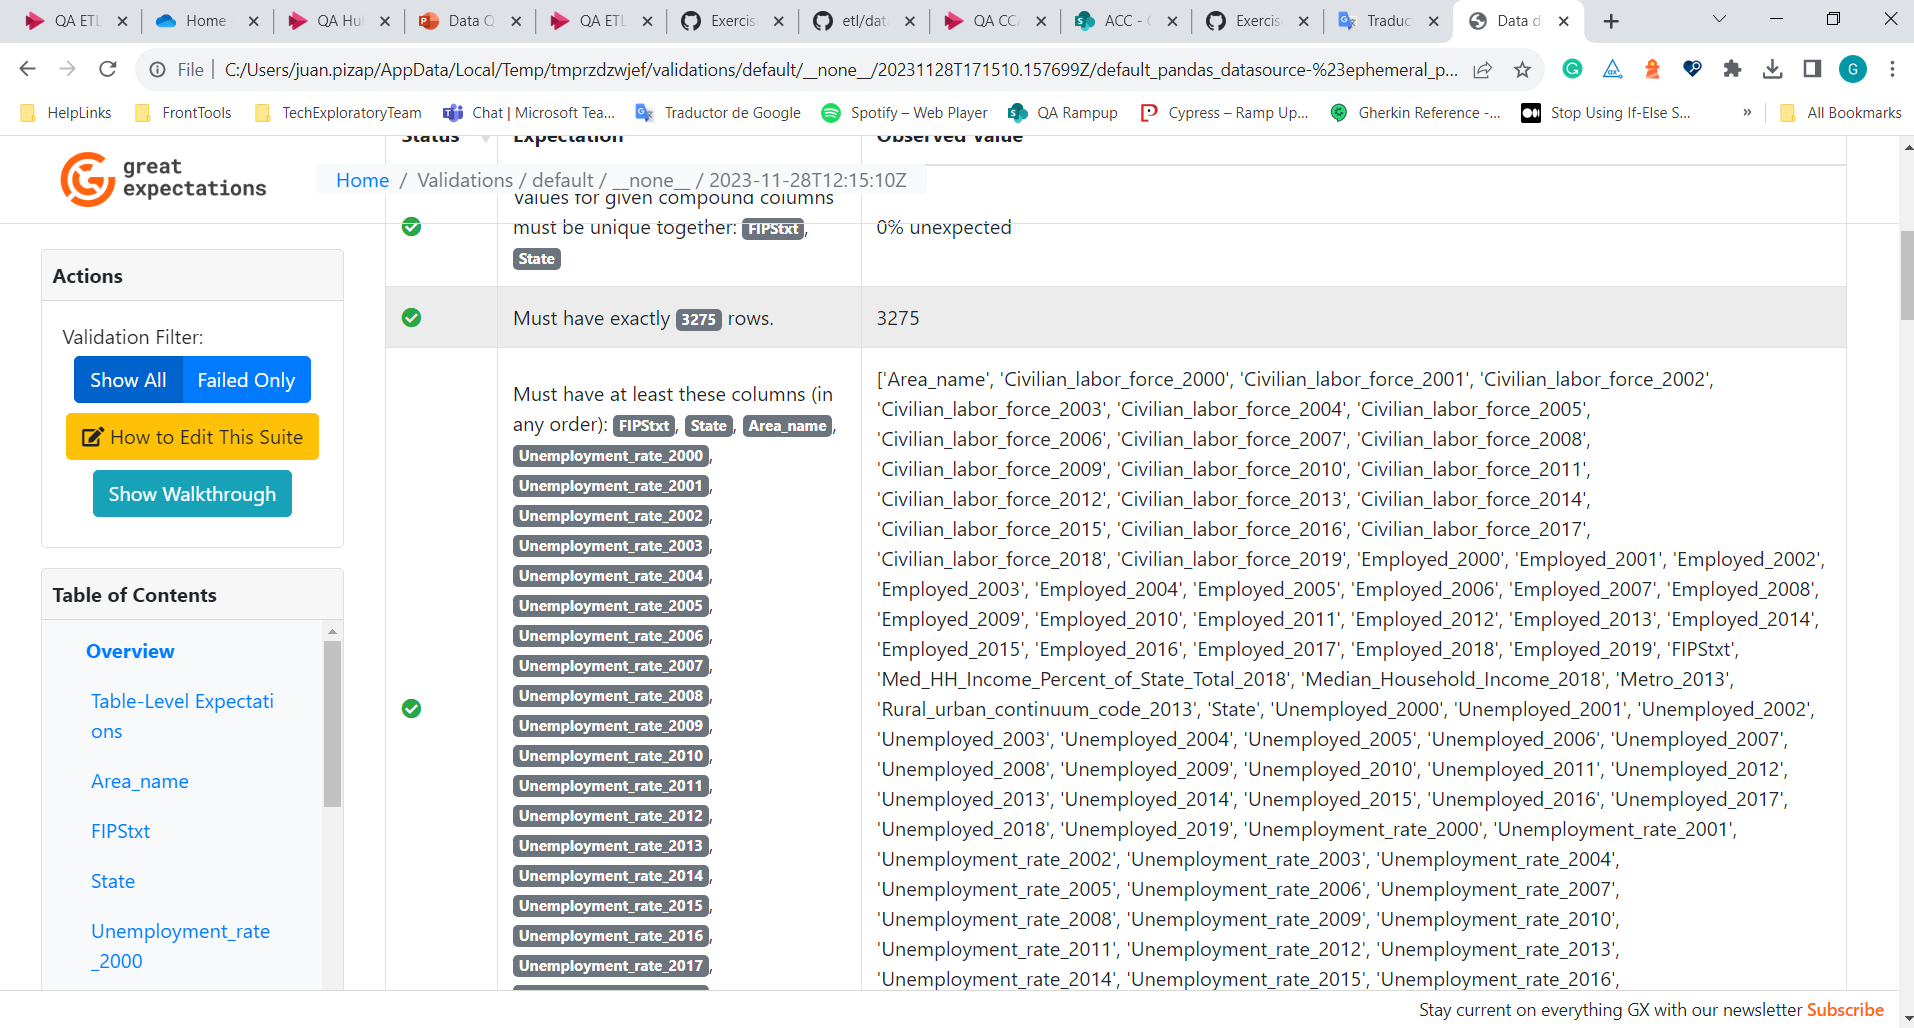 QA ETL
Home
QA Hu
Data Q
QA ETL
Exercis
etl/dat
QA CCA
ACC - C
Exercis
Traduc
Data d
File
C:/Users/juan.pizap/AppData/Local/Temp/tmprzdzwjef/validations/default/__none__/20231128T171510.157699Z/default_pandas_datasource-%23ephemeral_p...
G
HelpLinks
FrontTools
TechExploratoryTeam
Chat | Microsoft Tea...
Traductor de Google
Spotify – Web Player
QA Rampup
Cypress – Ramp Up...
Gherkin Reference -...
Stop Using If-Else S...
»
All Bookmarks
great
expectations
Home / Validations / default / __none__ / 2023-11-28T12:15:10Z
Actions
Validation Filter:
Show All
Failed Only
How to Edit This Suite
Show Walkthrough
Table of Contents
Overview
Table-Level Expectati
ons
Area_name
FIPStxt
State
Unemployment_rate
_2000
Status
Expectation
Observed Value
Values for given compound columns
must be unique together: FIPStxt,
State
0% unexpected
Must have exactly 3275 rows.
3275
Must have at least these columns (in
any order): FIPStxt, State, Area_name,
Unemployment_rate_2000,
Unemployment_rate_2001,
Unemployment_rate_2002,
Unemployment_rate_2003,
Unemployment_rate_2004,
Unemployment_rate_2005,
Unemployment_rate_2006,
Unemployment_rate_2007,
Unemployment_rate_2008,
Unemployment_rate_2009,
Unemployment_rate_2010,
Unemployment_rate_2011,
Unemployment_rate_2012,
Unemployment_rate_2013,
Unemployment_rate_2014,
Unemployment_rate_2015,
Unemployment_rate_2016,
Unemployment_rate_2017,
['Area_name', 'Civilian_labor_force_2000', 'Civilian_labor_force_2001', 'Civilian_labor_force_2002',
'Civilian_labor_force_2003', 'Civilian_labor_force_2004', 'Civilian_labor_force_2005',
'Civilian_labor_force_2006', 'Civilian_labor_force_2007', 'Civilian_labor_force_2008',
'Civilian_labor_force_2009', 'Civilian_labor_force_2010', 'Civilian_labor_force_2011',
'Civilian_labor_force_2012', 'Civilian_labor_force_2013', 'Civilian_labor_force_2014',
'Civilian_labor_force_2015', 'Civilian_labor_force_2016', 'Civilian_labor_force_2017',
'Civilian_labor_force_2018', 'Civilian_labor_force_2019', 'Employed_2000', 'Employed_2001', 'Employed_2002',
'Employed_2003', 'Employed_2004', 'Employed_2005', 'Employed_2006', 'Employed_2007', 'Employed_2008',
'Employed_2009', 'Employed_2010', 'Employed_2011', 'Employed_2012', 'Employed_2013', 'Employed_2014',
'Employed_2015', 'Employed_2016', 'Employed_2017', 'Employed_2018', 'Employed_2019', 'FIPStxt',
'Med_HH_Income_Percent_of_State_Total_2018', 'Median_Household_Income_2018', 'Metro_2013',
'Rural_urban_continuum_code_2013', 'State', 'Unemployed_2000', 'Unemployed_2001', 'Unemployed_2002',
'Unemployed_2003', 'Unemployed_2004', 'Unemployed_2005', 'Unemployed_2006', 'Unemployed_2007',
'Unemployed_2008', 'Unemployed_2009', 'Unemployed_2010', 'Unemployed_2011', 'Unemployed_2012',
'Unemployed_2013', 'Unemployed_2014', 'Unemployed_2015', 'Unemployed_2016', 'Unemployed_2017',
'Unemployed_2018', 'Unemployed_2019', 'Unemployment_rate_2000', 'Unemployment_rate_2001',
'Unemployment_rate_2002', 'Unemployment_rate_2003', 'Unemployment_rate_2004',
'Unemployment_rate_2005', 'Unemployment_rate_2006', 'Unemployment_rate_2007',
'Unemployment_rate_2008', 'Unemployment_rate_2009', 'Unemployment_rate_2010',
'Unemployment_rate_2011', 'Unemployment_rate_2012', 'Unemployment_rate_2013',
'Unemployment_rate_2014', 'Unemployment_rate_2015', 'Unemployment_rate_2016',
Stay current on everything GX with our newsletter Subscribe